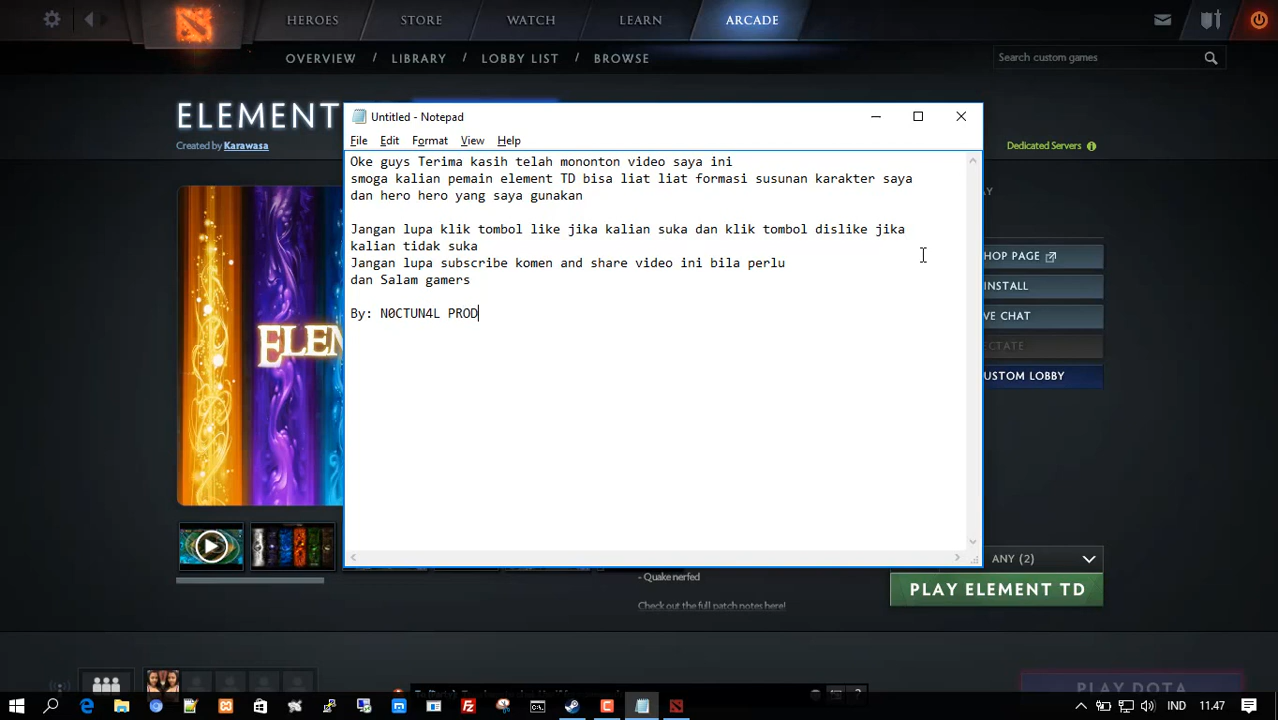 HEROES STORE WATCH LEARN ARCADE
OVERVIEW / LIBRARY / LOBBY LIST / BROWSE
Search custom games
ELEMENT
Created by Karawasa
Dedicated Servers
Untitled - Notepad
File Edit Format View Help
Oke guys Terima kasih telah mononton video saya ini
smoga kalian pemain element TD bisa liat liat formasi susunan karakter saya
dan hero hero yang saya gunakan
Jangan lupa klik tombol like jika kalian suka dan klik tombol dislike jika
kalian tidak suka
Jangan lupa subscribe komen and share video ini bila perlu
dan Salam gamers
By: N0CTUN4L PROD
HOP PAGE
INSTALL
VE CHAT
ECTATE
USTOM LOBBY
ELEM
ANY (2)
PLAY ELEMENT TD
- Quake nerfed
Check out the full patch notes here!
PLAY DOTA
IND 11.47